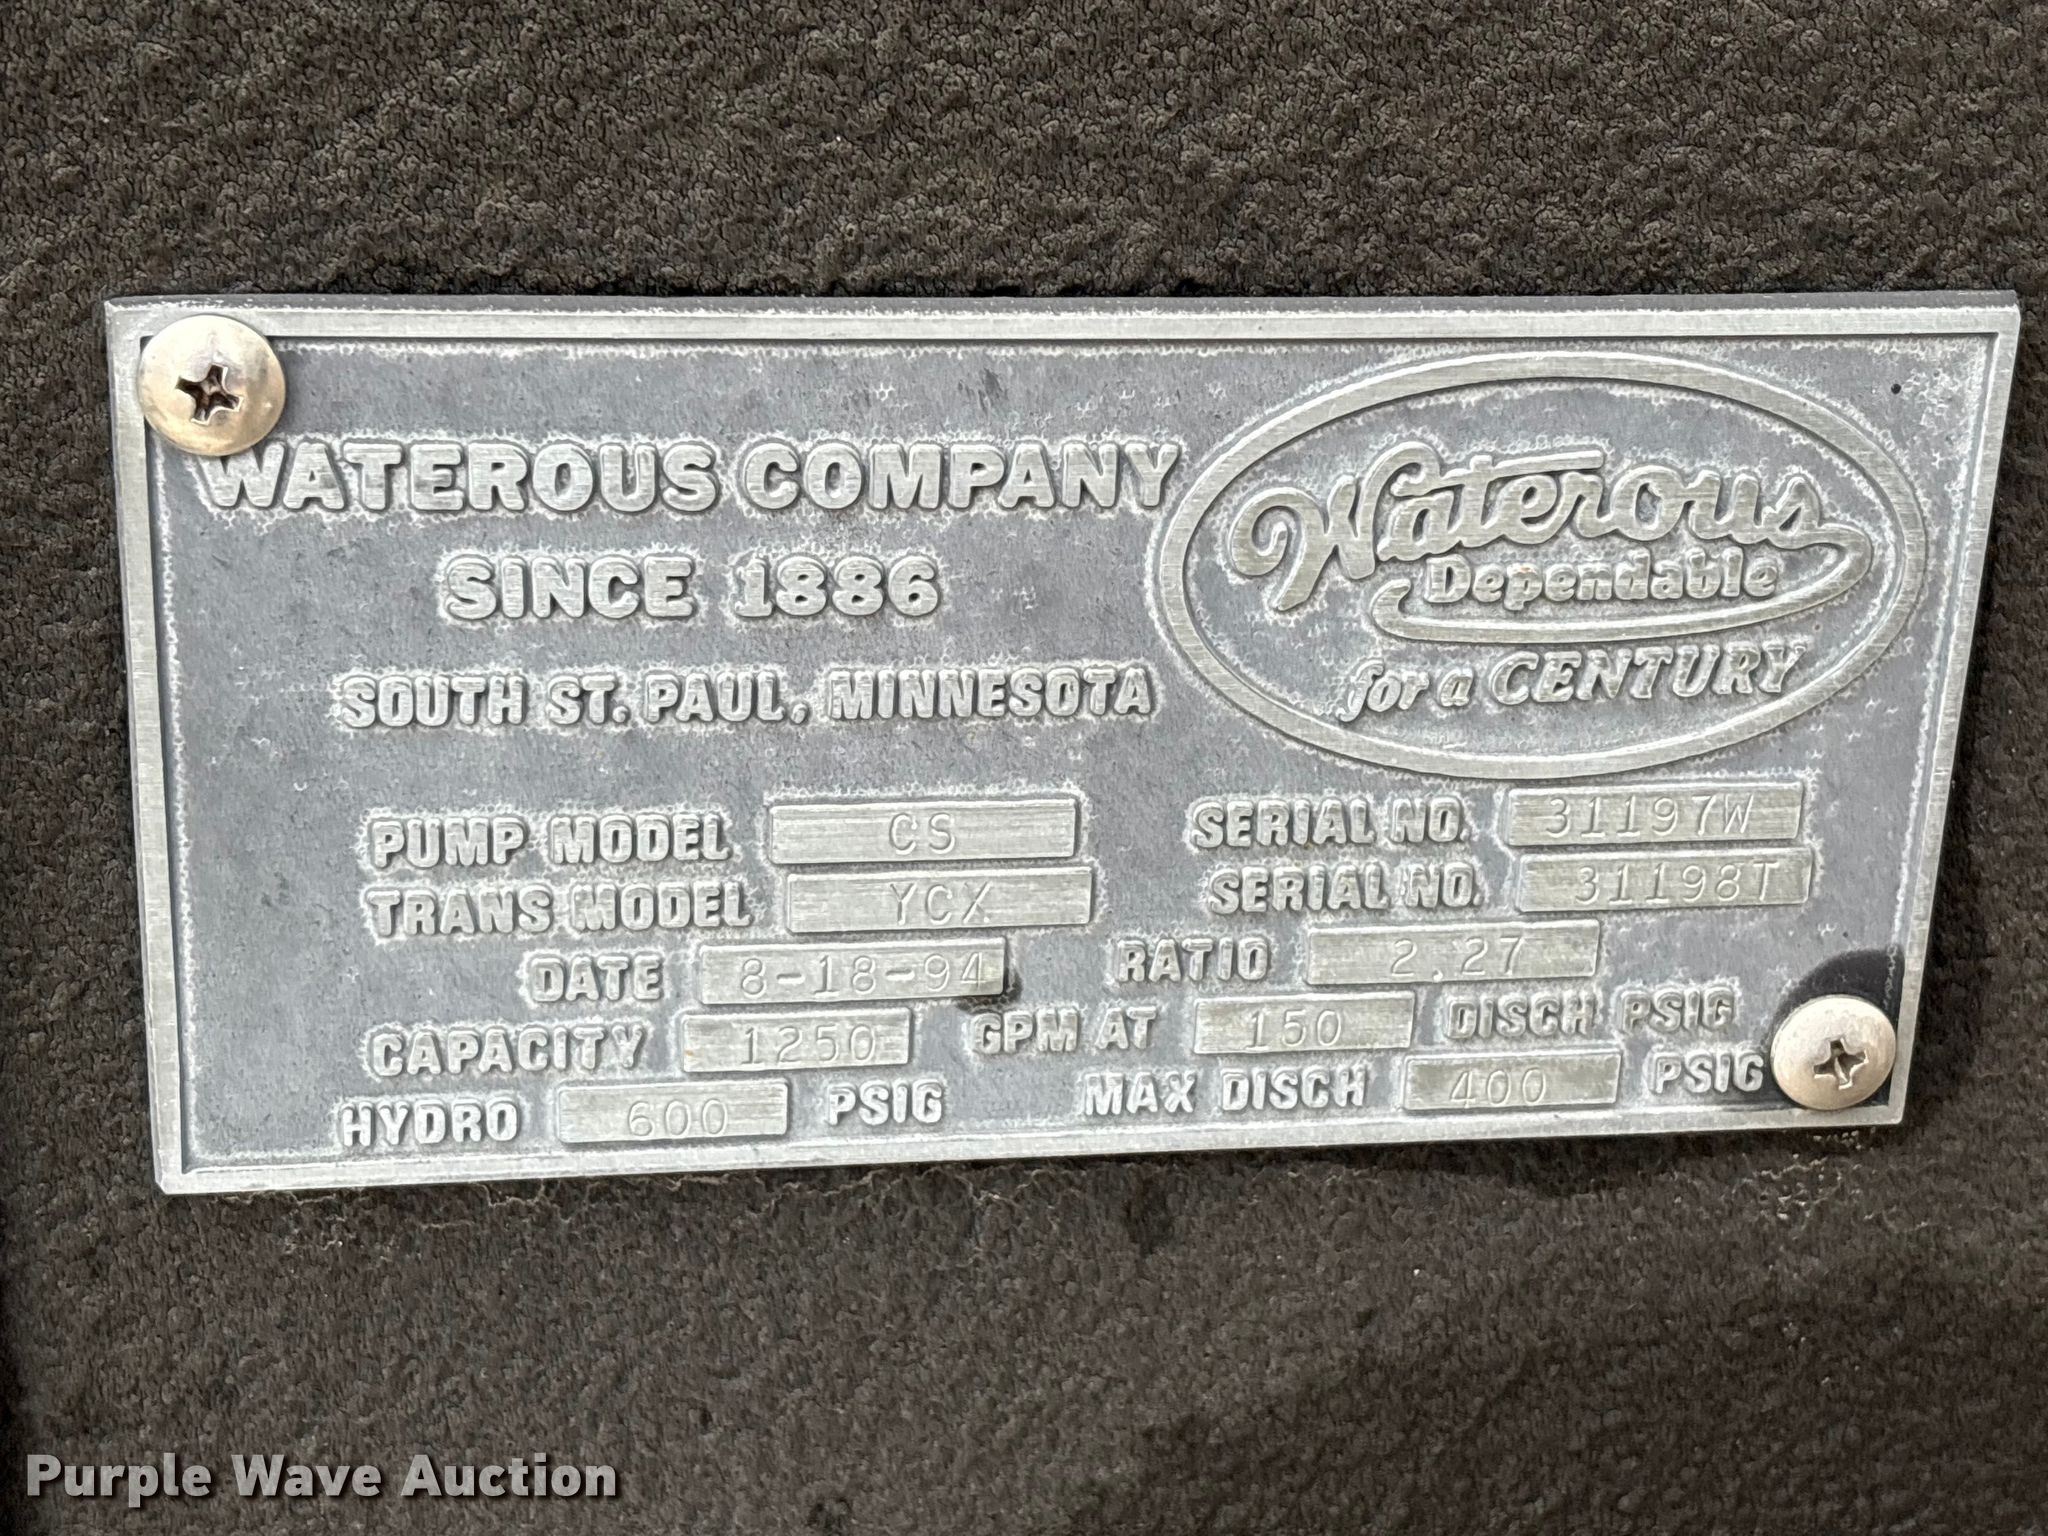 WATEROUS COMPANY
SINCE 1886
SOUTH ST. PAUL, MINNESOTA
Waterous
Dependable
for a CENTURY
PUMP MODEL CS SERIAL NO. 31197W
TRANS MODEL YCX SERIAL NO. 31198T
DATE 8-18-94 RATIO 2.27
CAPACITY 1250 GPM AT 150 DISCH PSIG
HYDRO 600 PSIG MAX DISCH 400 PSIG
Purple Wave Auction